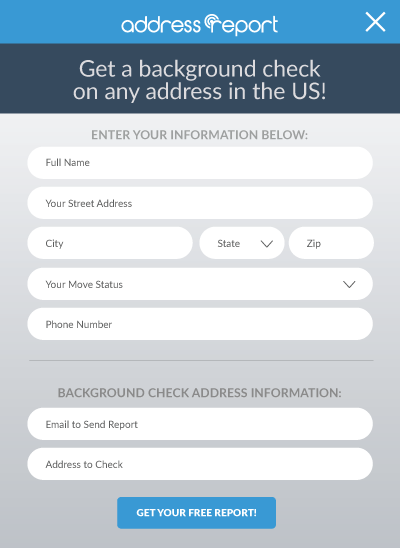 address report
Get a background check
on any address in the US!
ENTER YOUR INFORMATION BELOW:
Full Name
Your Street Address
City State Zip
Your Move Status
Phone Number
BACKGROUND CHECK ADDRESS INFORMATION:
Email to Send Report
Address to Check
GET YOUR FREE REPORT!